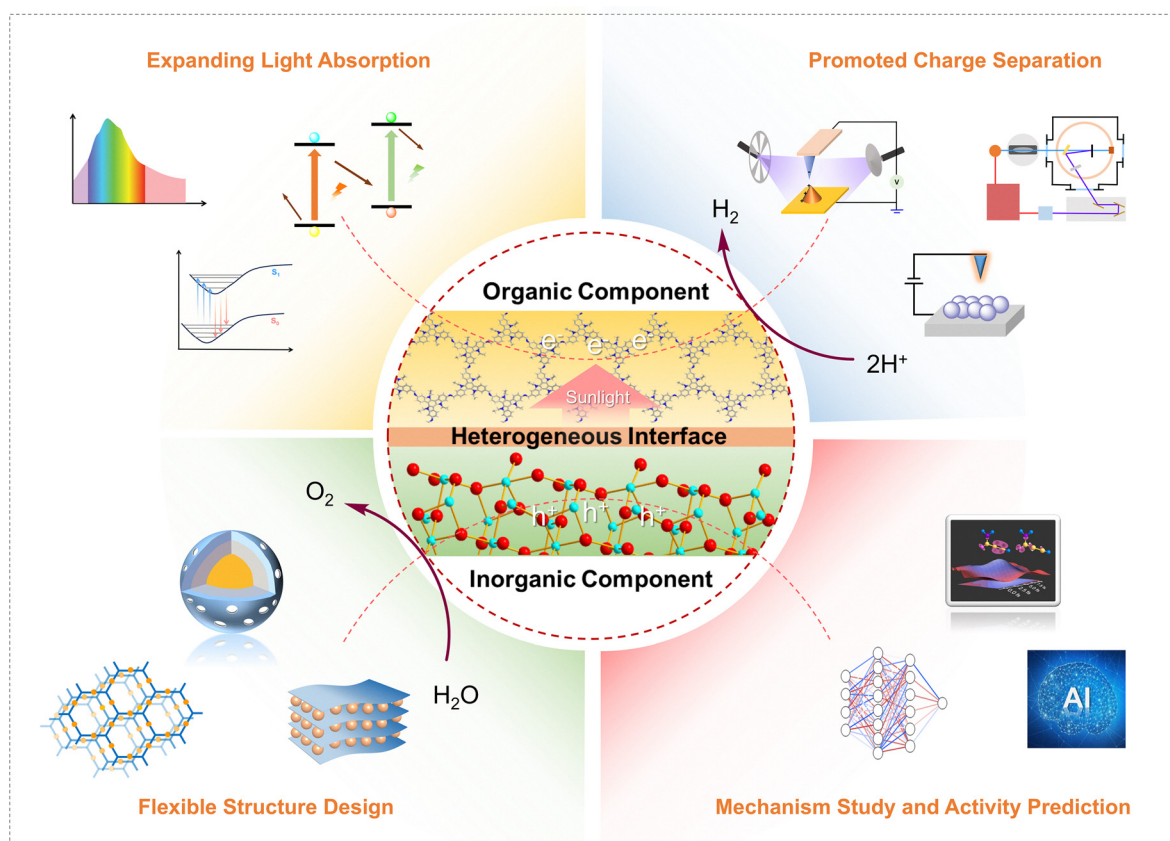 Expanding Light Absorption
Promoted Charge Separation
V
S₁
S₀
H₂
2H⁺
Organic Component
e⁻ e⁻ e⁻
Sunlight
Heterogeneous Interface
h⁺ h⁺ h⁺
Inorganic Component
O₂
H₂O
AI
Flexible Structure Design
Mechanism Study and Activity Prediction